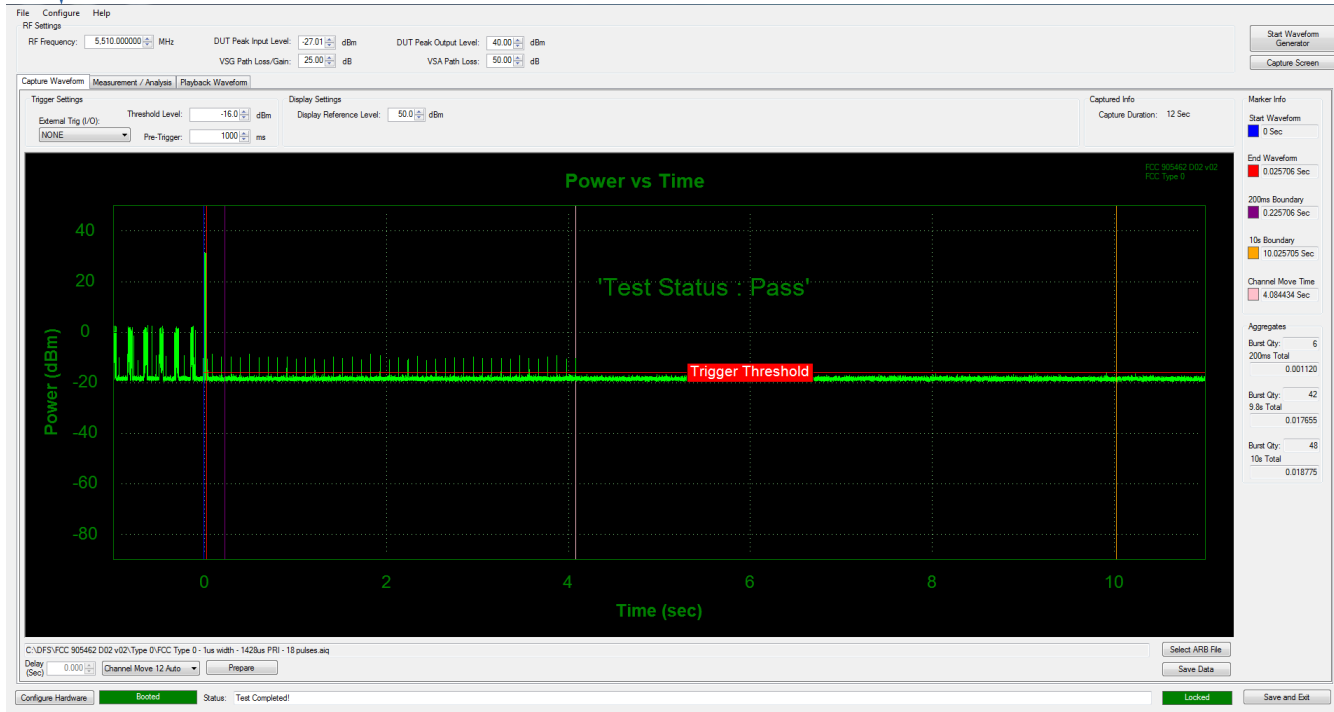 File Configure Help
RF Settings
RF Frequency: 5,510.000000 MHz DUT Peak Input Level: -27.01 dBm DUT Peak Output Level: 40.00 dBm
VSG Path Loss/Gain: 25.00 dB VSA Path Loss: 50.00 dB
Start Waveform
Generator
Capture Screen
Capture Waveform Measurement / Analysis Playback Waveform
Trigger Settings
External Trig (I/O): Threshold Level: -16.0 dBm
NONE Pre-Trigger: 1000 ms
Display Settings
Display Reference Level: 50.0 dBm
Captured Info
Capture Duration: 12 Sec
Power vs Time
FCC 905462 D02 v02
FCC Type 0
'Test Status : Pass'
Trigger Threshold
Power (dBm)
40
20
0
-20
-40
-60
-80
0 2 4 6 8 10
Time (sec)
Marker Info
Start Waveform
0 Sec
End Waveform
0.025706 Sec
200ms Boundary
0.225706 Sec
10s Boundary
10.025705 Sec
Channel Move Time
4.084434 Sec
Aggregates
Burst Qty: 6
200ms Total
0.001120
Burst Qty: 42
9.8s Total
0.017655
Burst Qty: 48
10s Total
0.018775
C:\DFS\FCC 905462 D02 v02\Type 0\FCC Type 0 - 1us width - 1428us PRI - 18 pulses.aiq
Select ARB File
Delay
(Sec) 0.000 Channel Move 12 Auto Prepare
Save Data
Configure Hardware Booted Status: Test Completed! Locked Save and Exit